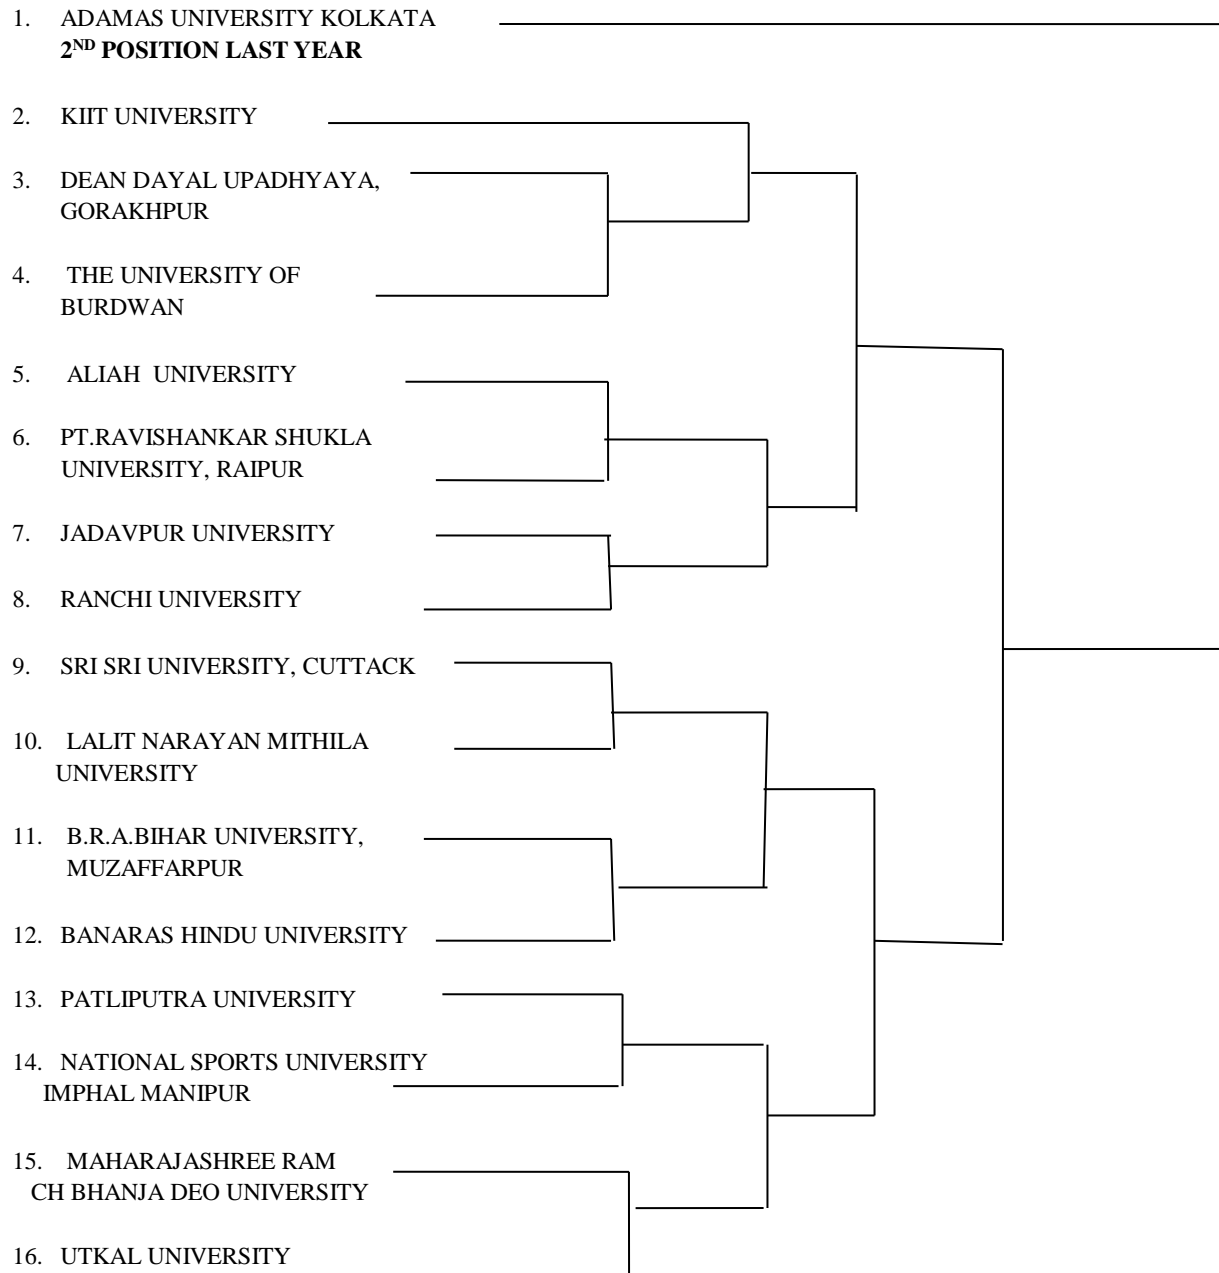 1. ADAMAS UNIVERSITY KOLKATA
2ND POSITION LAST YEAR
2. KIIT UNIVERSITY
3. DEAN DAYAL UPADHYAYA,
GORAKHPUR
4. THE UNIVERSITY OF
BURDWAN
5. ALIAH UNIVERSITY
6. PT.RAVISHANKAR SHUKLA
UNIVERSITY, RAIPUR
7. JADAVPUR UNIVERSITY
8. RANCHI UNIVERSITY
9. SRI SRI UNIVERSITY, CUTTACK
10. LALIT NARAYAN MITHILA
UNIVERSITY
11. B.R.A.BIHAR UNIVERSITY,
MUZAFFARPUR
12. BANARAS HINDU UNIVERSITY
13. PATLIPUTRA UNIVERSITY
14. NATIONAL SPORTS UNIVERSITY
IMPHAL MANIPUR
15. MAHARAJASHREE RAM
CH BHANJA DEO UNIVERSITY
16. UTKAL UNIVERSITY